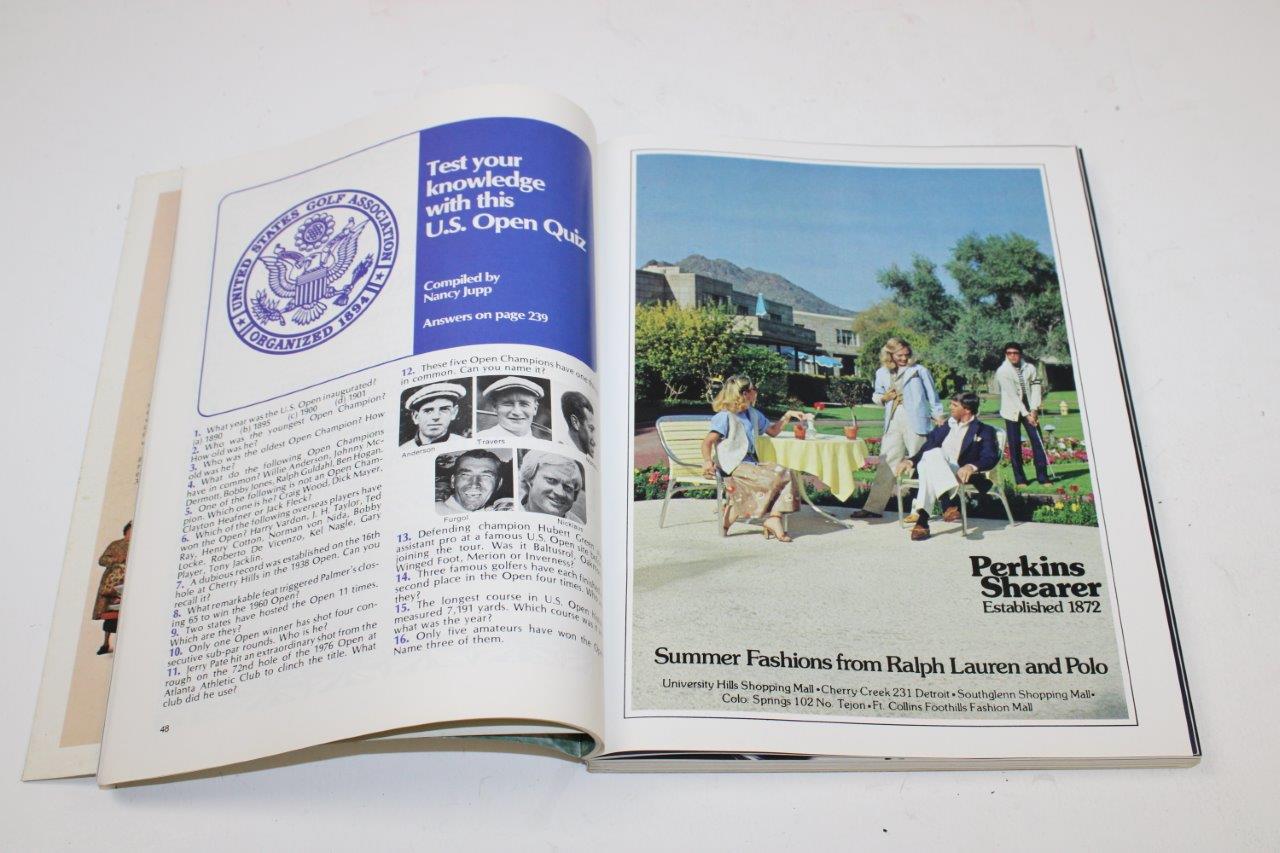 UNITED STATES GOLF ASSOCIATION
ORGANIZED 1894
Test your
knowledge
with this
U.S. Open Quiz
Compiled by
Nancy Jupp
Answers on page 239
1. What year was the U.S. Open inaugurated?
(a) 1890 (b) 1895 (c) 1900 (d) 1901
2. Who was the youngest Open Champion?
How old was he?
3. Who was the oldest Open Champion? How
old was he?
4. What do the following Open Champions
have in common? Willie Anderson, Johnny Mc-
Dermot, Bobby Jones, Ralph Guldahl, Ben Hogan.
5. One of the following is not an Open Cham-
pion. Which one is he? Craig Wood, Dick Mayer,
Clayton Heafner or Jack Fleck?
6. Which of the following overseas players have
won the Open? Harry Vardon, J. H. Taylor, Ted
Ray, Henry Cotton, Norman von Nida, Bobby
Locke, Roberto De Vicenzo, Kel Nagle, Gary
Player, Tony Jacklin.
7. A dubious record was established on the 16th
hole at Cherry Hills in the 1938 Open. Can you
recall it?
8. What remarkable feat triggered Palmer's clos-
ing 65 to win the 1960 Open?
9. Two states have hosted the Open 11 times.
Which are they?
10. Only one Open winner has shot four con-
secutive sub-par rounds. Who is he?
11. Jerry Pate hit an extraordinary shot from the
rough on the 72nd hole of the 1976 Open at
Atlanta Athletic Club to clinch the title. What
club did he use?
48
12. These five Open Champions have one
in common. Can you name it?
Anderson
Travers
Furgol
Nicklaus
13. Defending champion Hubert Green
assistant pro at a famous U.S. Open site
joining the tour. Was it Baltusrol,
Winged Foot, Merion or Inverness?
14. Three famous golfers have each
second place in the Open four times.
they?
15. The longest course in U.S. Open
measured 7,191 yards. Which course
what was the year?
16. Only five amateurs have won the
Name three of them.
Perkins
Shearer
Established 1872
Summer Fashions from Ralph Lauren and Polo
University Hills Shopping Mall • Cherry Creek 231 Detroit • Southglenn Shopping Mall •
Colo. Springs 102 No. Tejon • Ft. Collins Foothills Fashion Mall